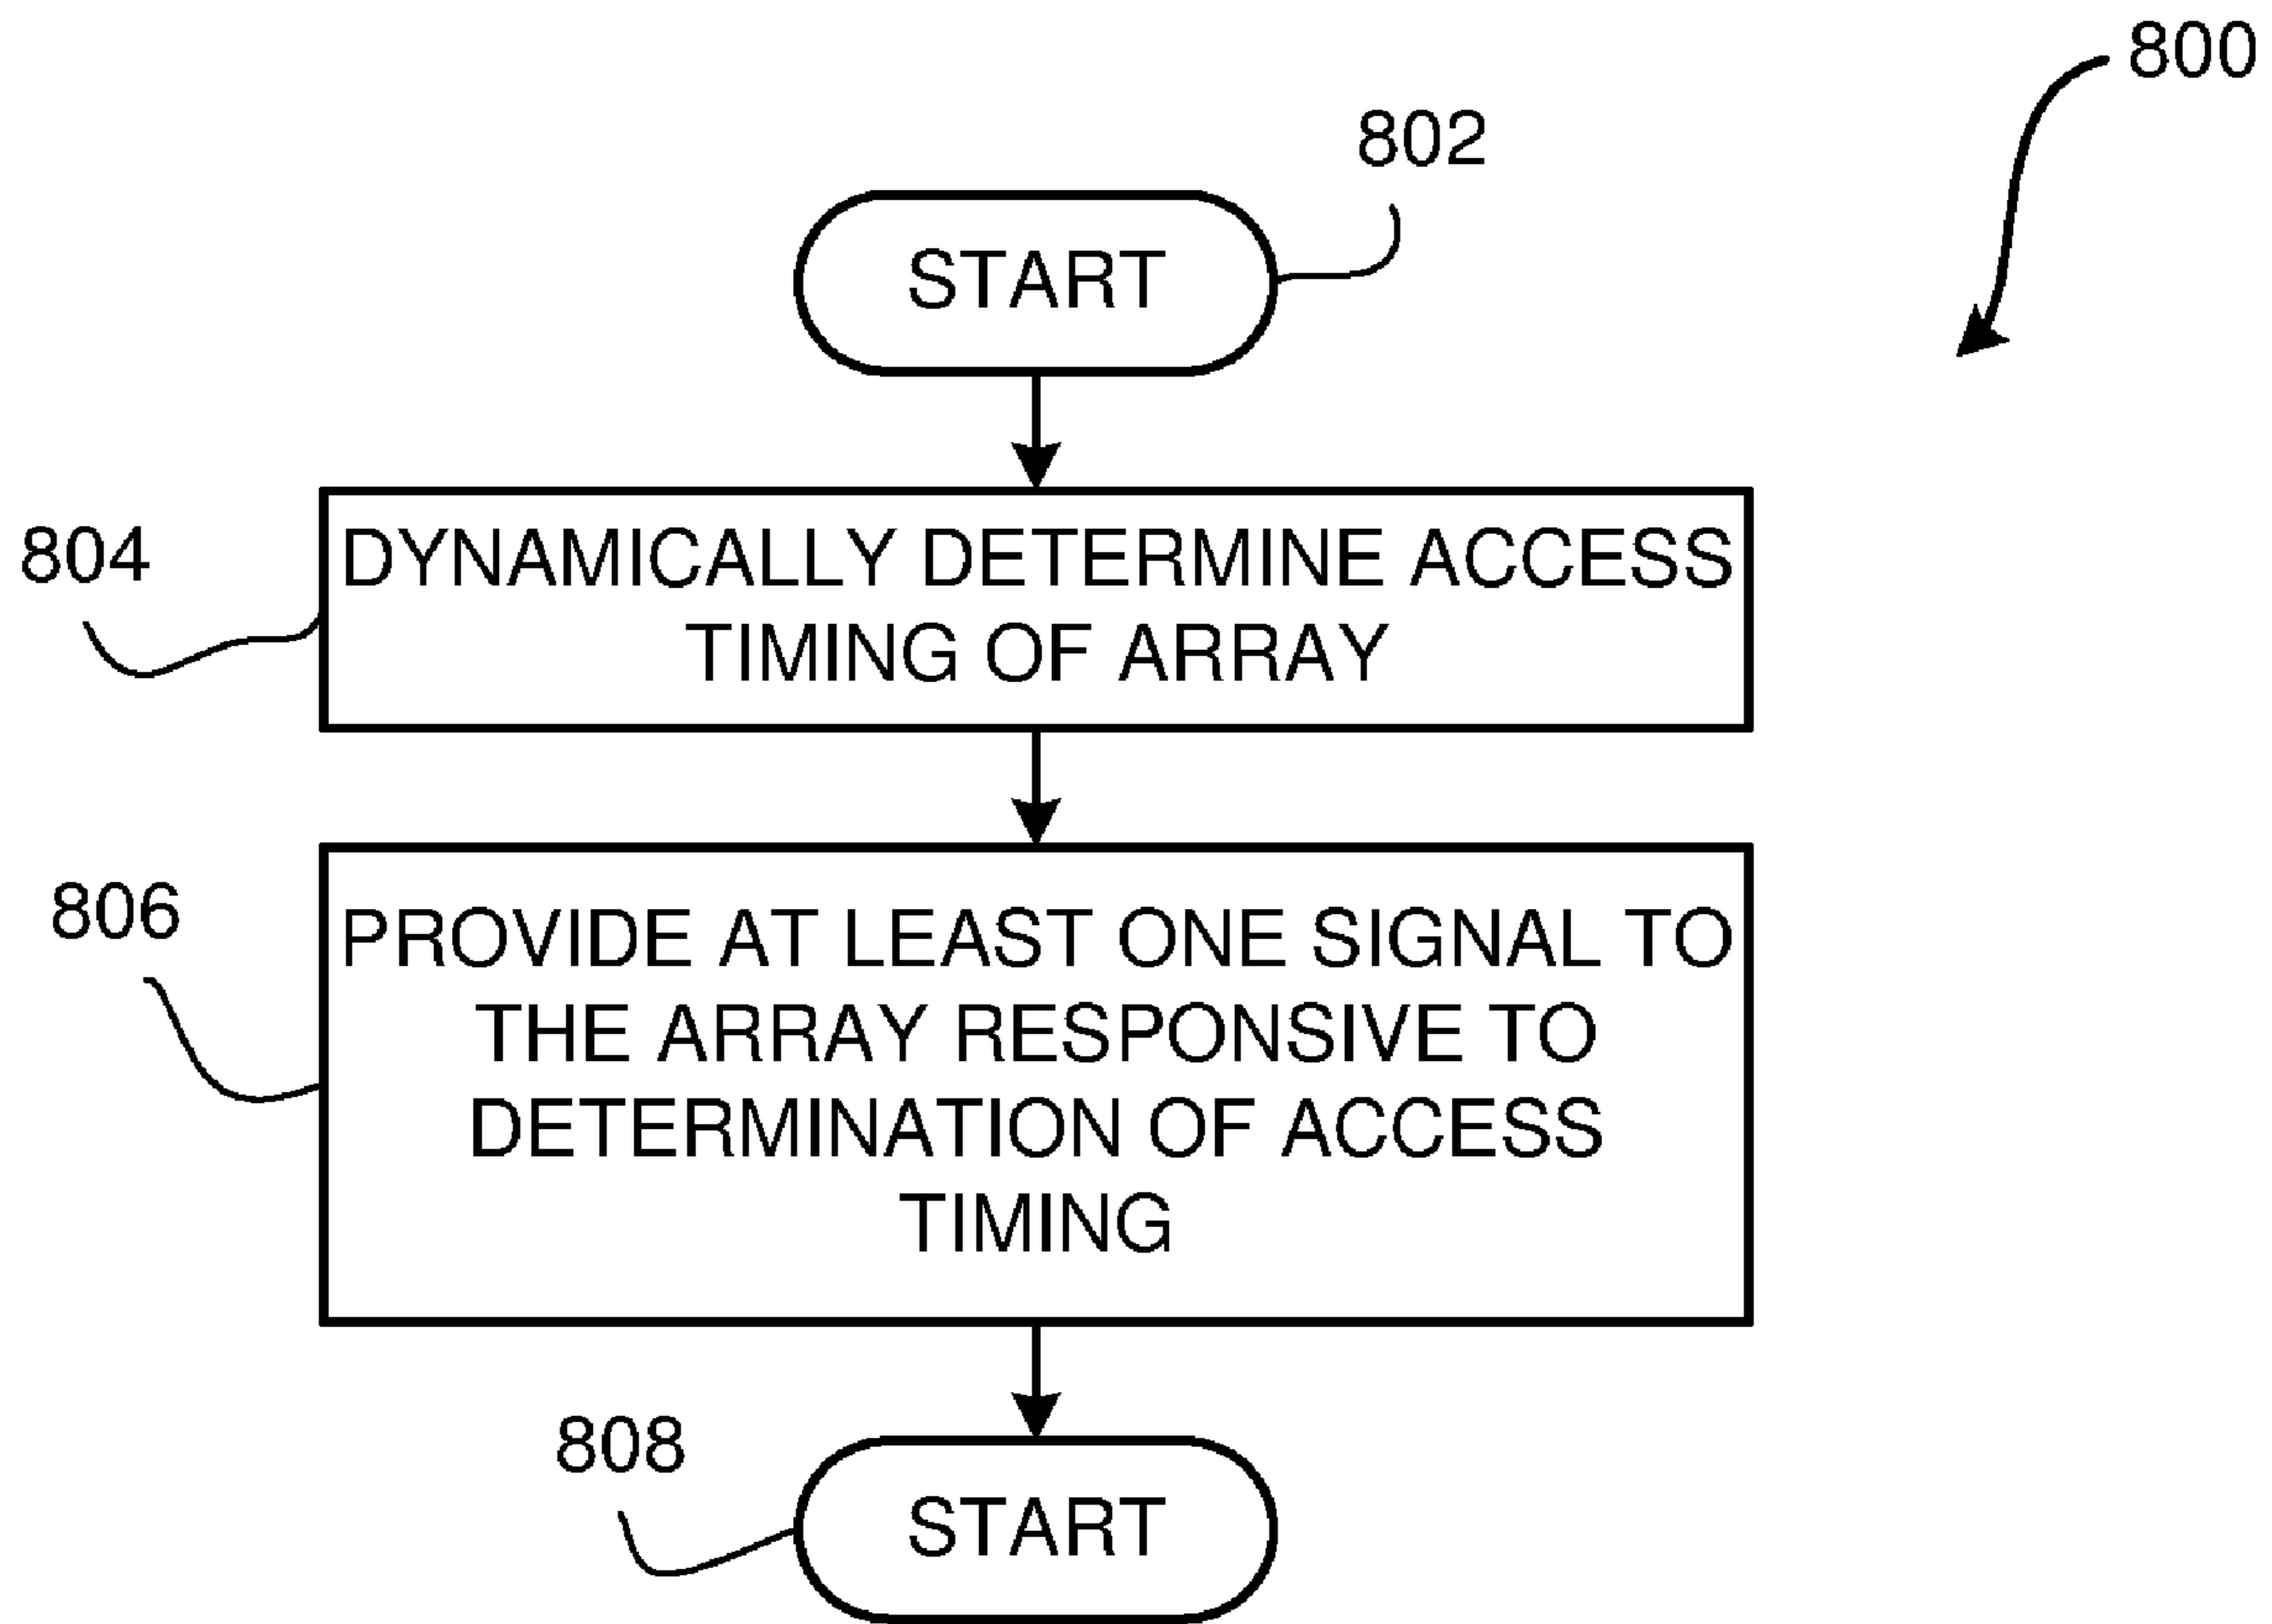 800
802
START
804
DYNAMICALLY DETERMINE ACCESS
TIMING OF ARRAY
806
PROVIDE AT LEAST ONE SIGNAL TO
THE ARRAY RESPONSIVE TO
DETERMINATION OF ACCESS
TIMING
808
START